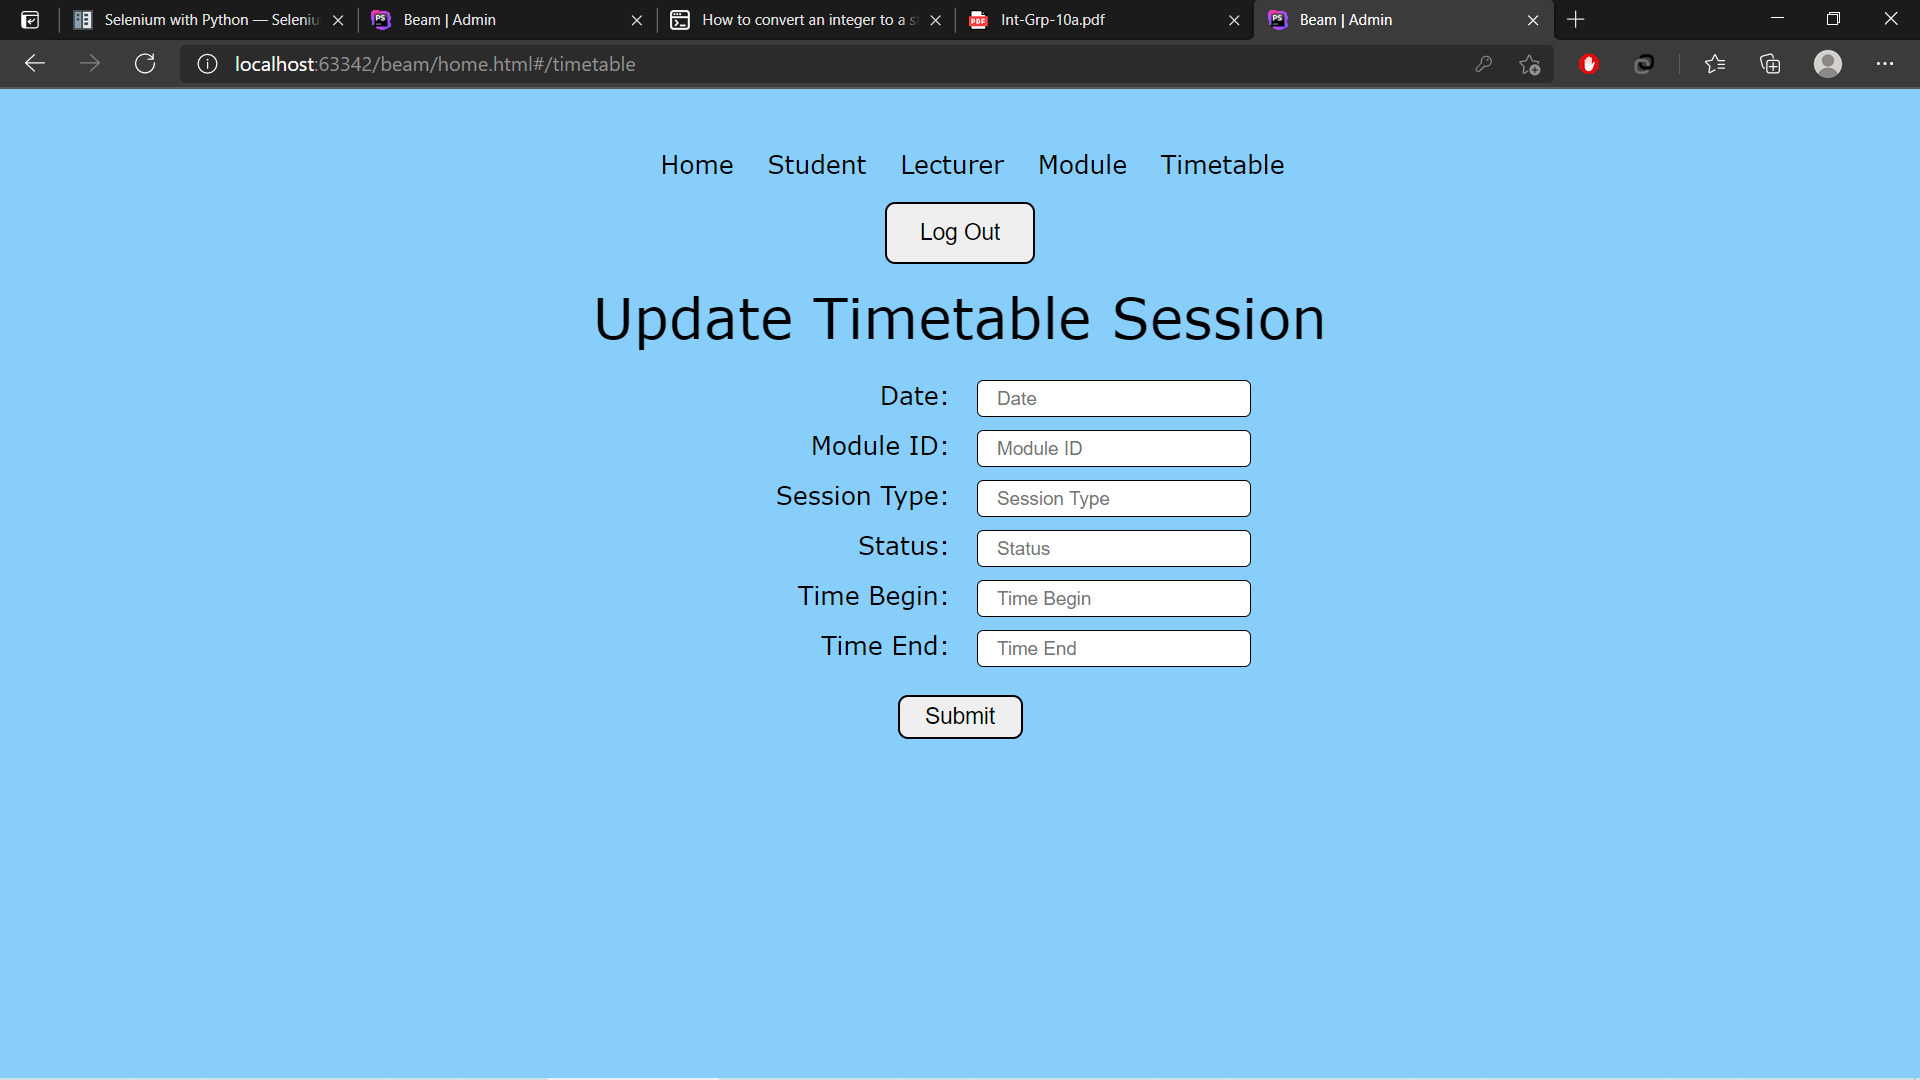 Selenium with Python — Seleniu
Beam | Admin
How to convert an integer to a s
Int-Grp-10a.pdf
Beam | Admin
localhost:63342/beam/home.html#/timetable
Home Student Lecturer Module Timetable
Log Out
Update Timetable Session
Date: Date
Module ID: Module ID
Session Type: Session Type
Status: Status
Time Begin: Time Begin
Time End: Time End
Submit